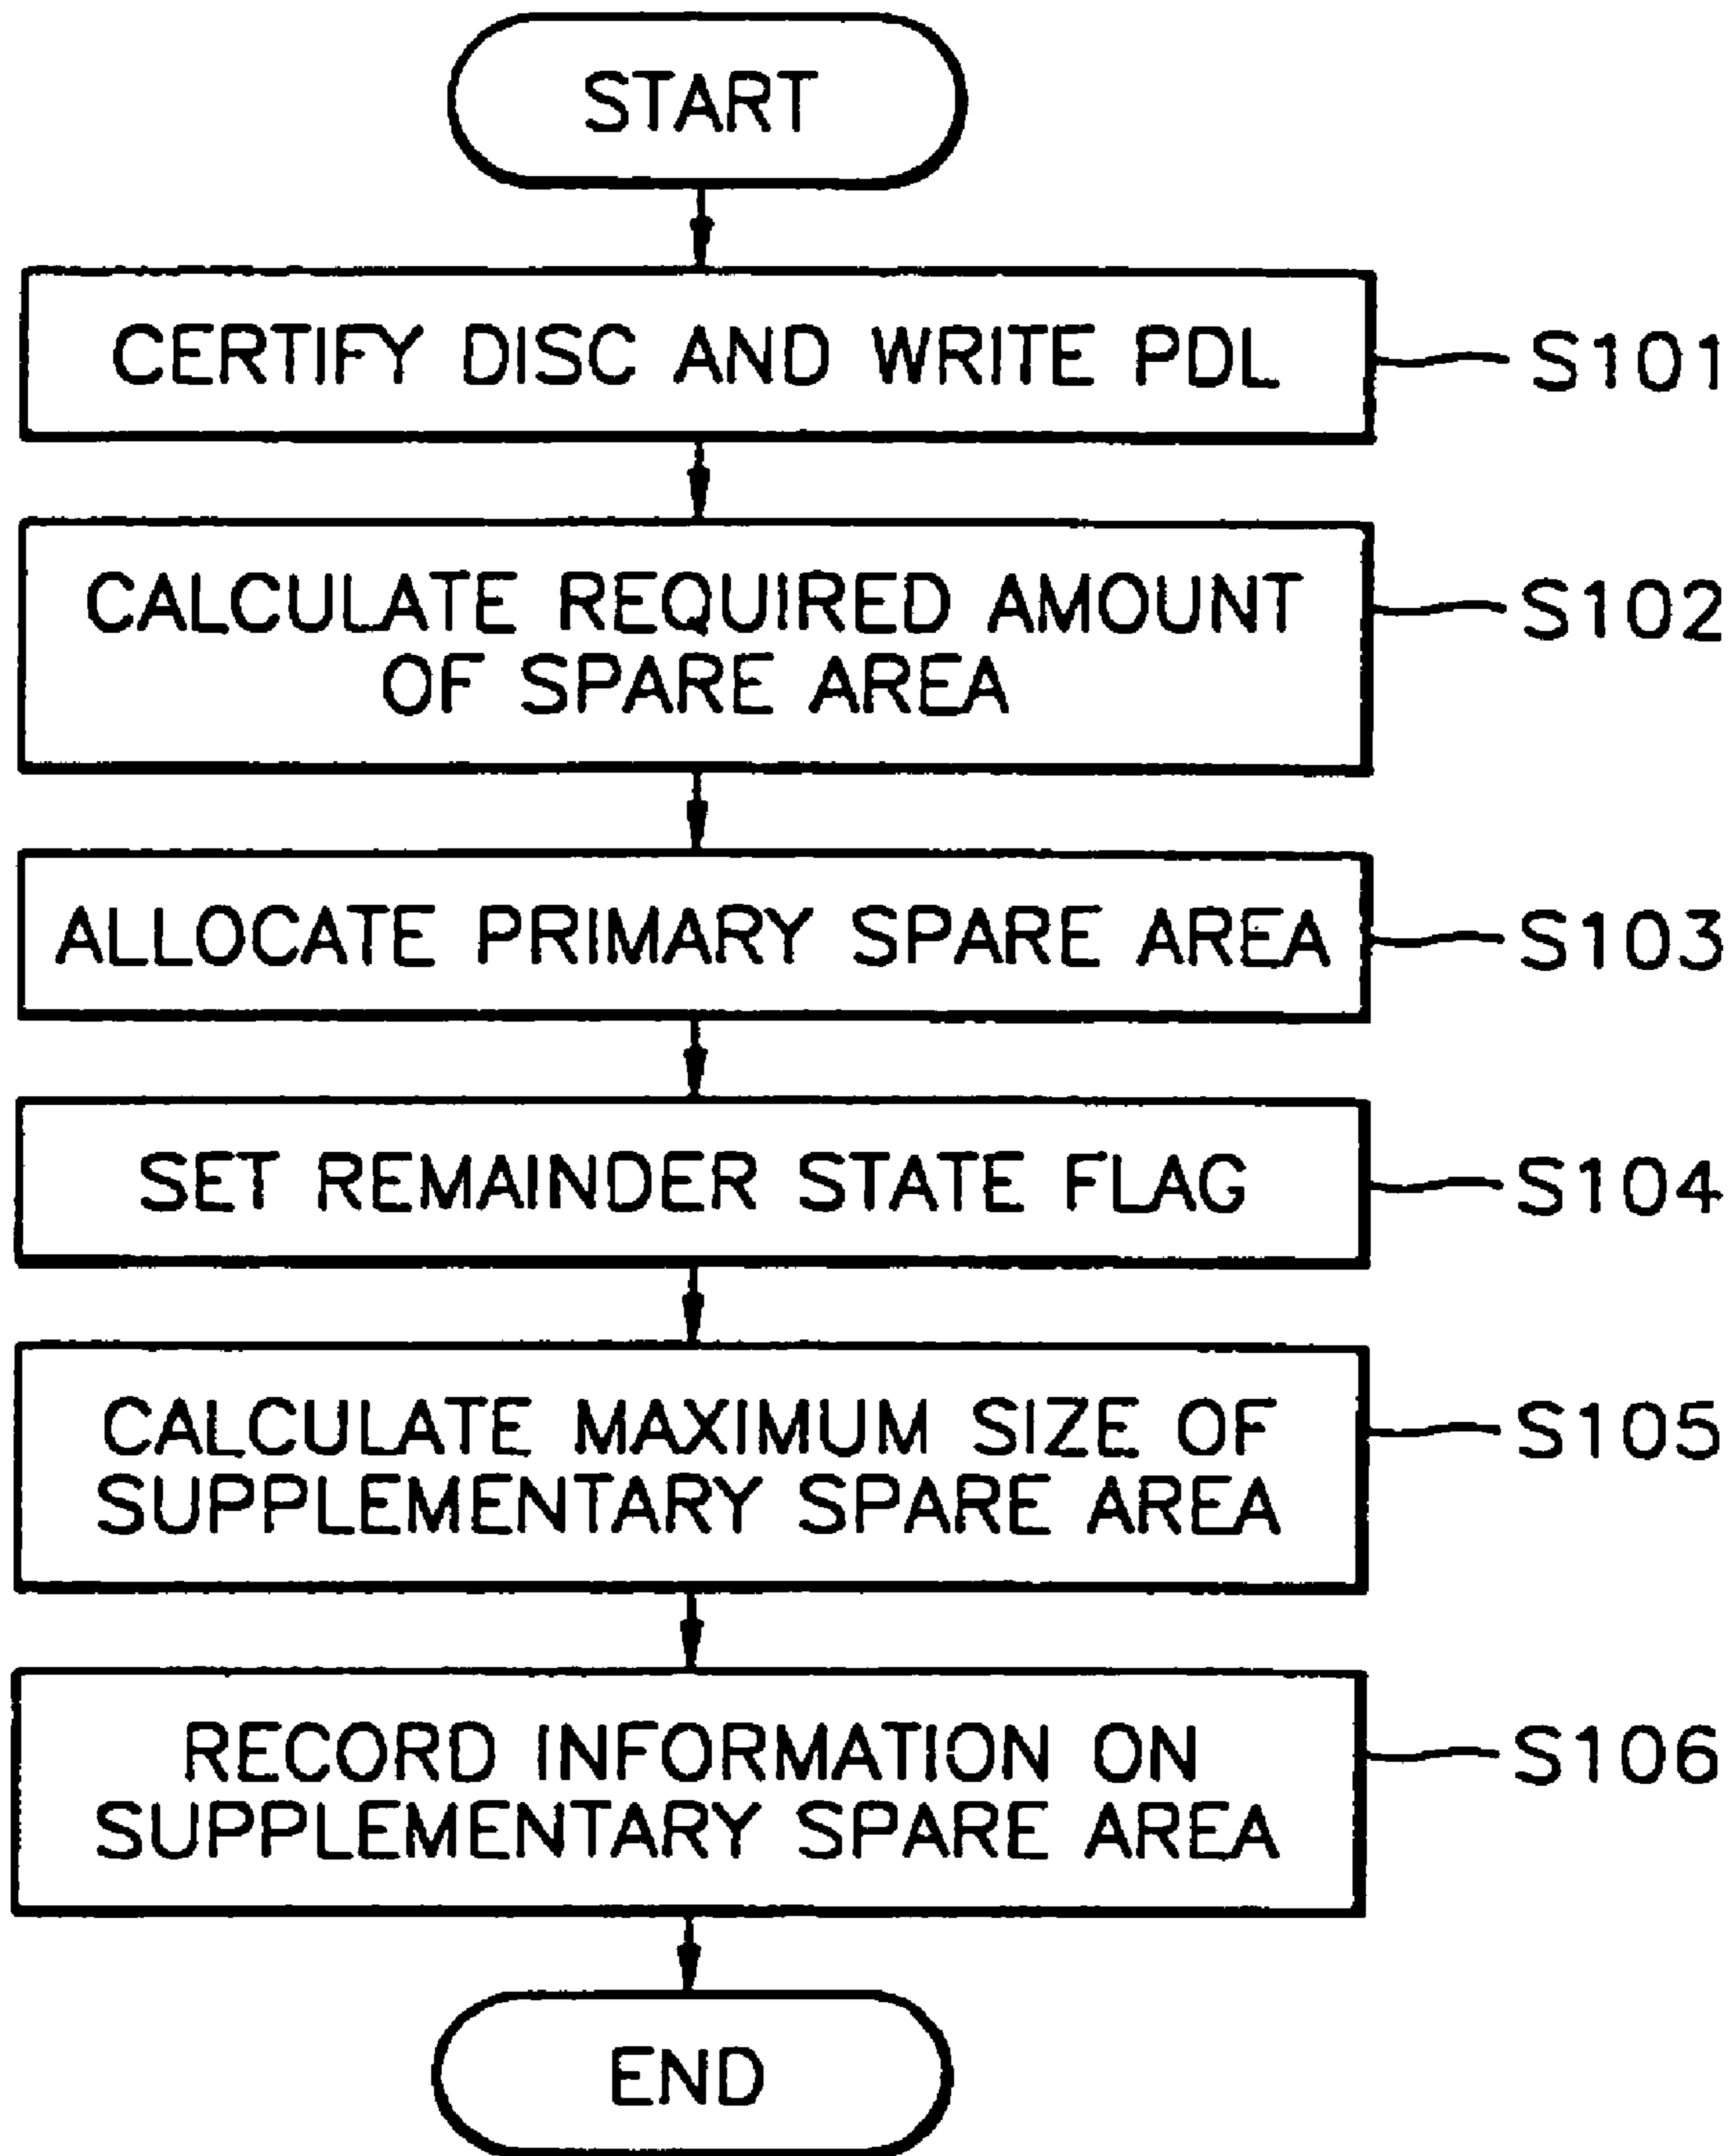 START
CERTIFY DISC AND WRITE PDL
S101
CALCULATE REQUIRED AMOUNT
OF SPARE AREA
S102
ALLOCATE PRIMARY SPARE AREA
S103
SET REMAINDER STATE FLAG
S104
CALCULATE MAXIMUM SIZE OF
SUPPLEMENTARY SPARE AREA
S105
RECORD INFORMATION ON
SUPPLEMENTARY SPARE AREA
S106
END